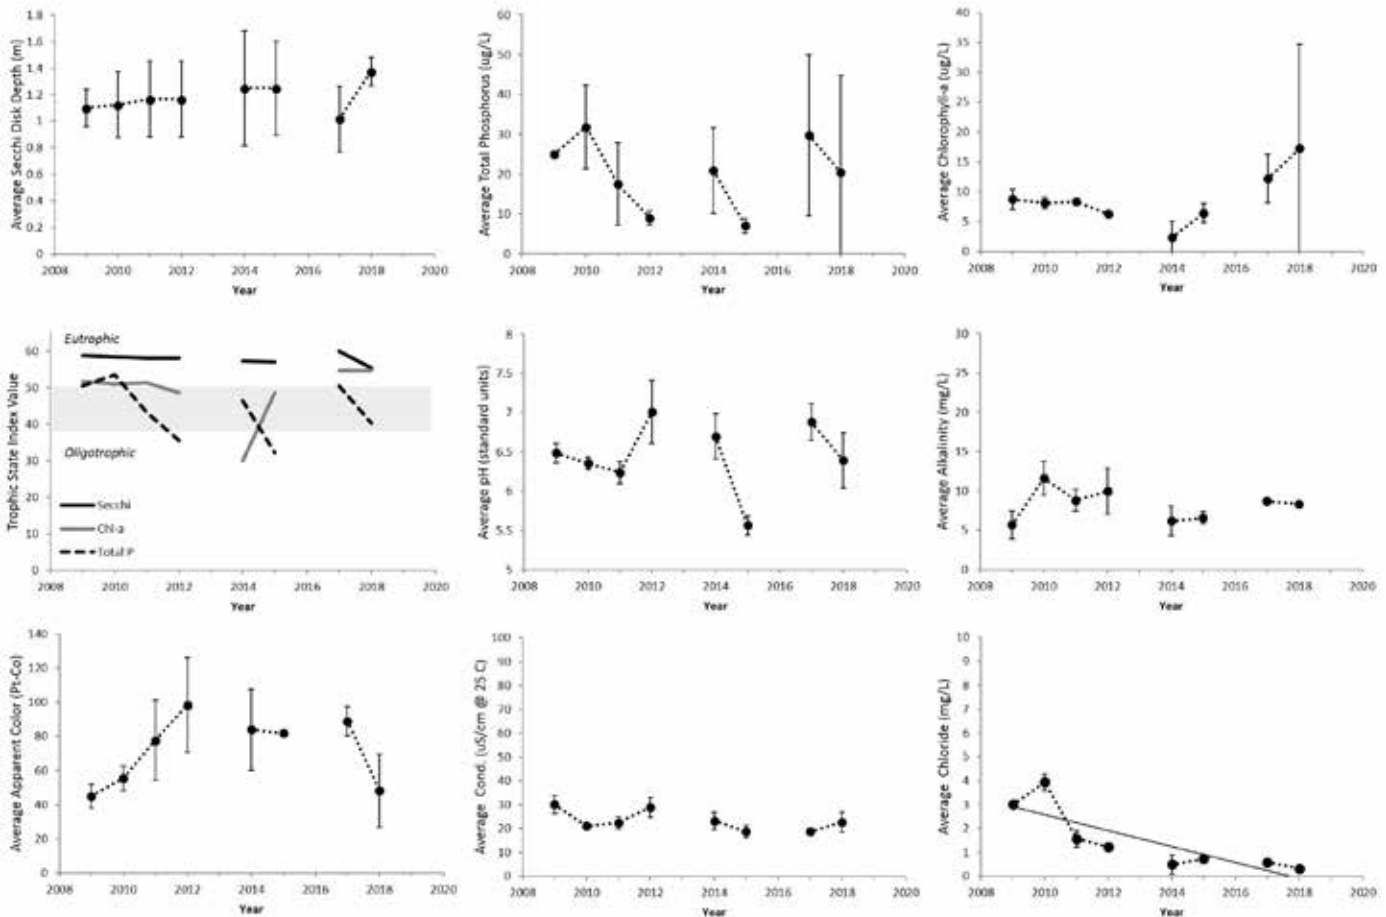 1.8
1.6
1.4
1.2
1
0.8
0.6
0.4
0.2
0
Average Secchi Disk Depth (m)
2008 2010 2012 2014 2016 2018 2020
Year
60
50
40
30
20
10
0
Average Total Phosphorus (ug/L)
2008 2010 2012 2014 2016 2018 2020
Year
40
35
30
25
20
15
10
5
0
Average Chlorophyll-a (ug/L)
2008 2010 2012 2014 2016 2018 2020
Year
Eutrophic
60
50
40
30
20
10
0
Trophic State Index Value
Oligotrophic
Secchi
Chl-a
Total P
2008 2010 2012 2014 2016 2018 2020
Year
8
7.5
7
6.5
6
5.5
5
Average pH (standard units)
2008 2010 2012 2014 2016 2018 2020
Year
30
25
20
15
10
5
0
Average Alkalinity (mg/L)
2008 2010 2012 2014 2016 2018 2020
Year
140
120
100
80
60
40
20
0
Average Apparent Color (Pt-Co)
2008 2010 2012 2014 2016 2018 2020
Year
100
90
80
70
60
50
40
30
20
10
0
Average Cond. (uS/cm @ 25 C)
2008 2010 2012 2014 2016 2018 2020
Year
10
9
8
7
6
5
4
3
2
1
0
Average Chloride (mg/L)
2008 2010 2012 2014 2016 2018 2020
Year